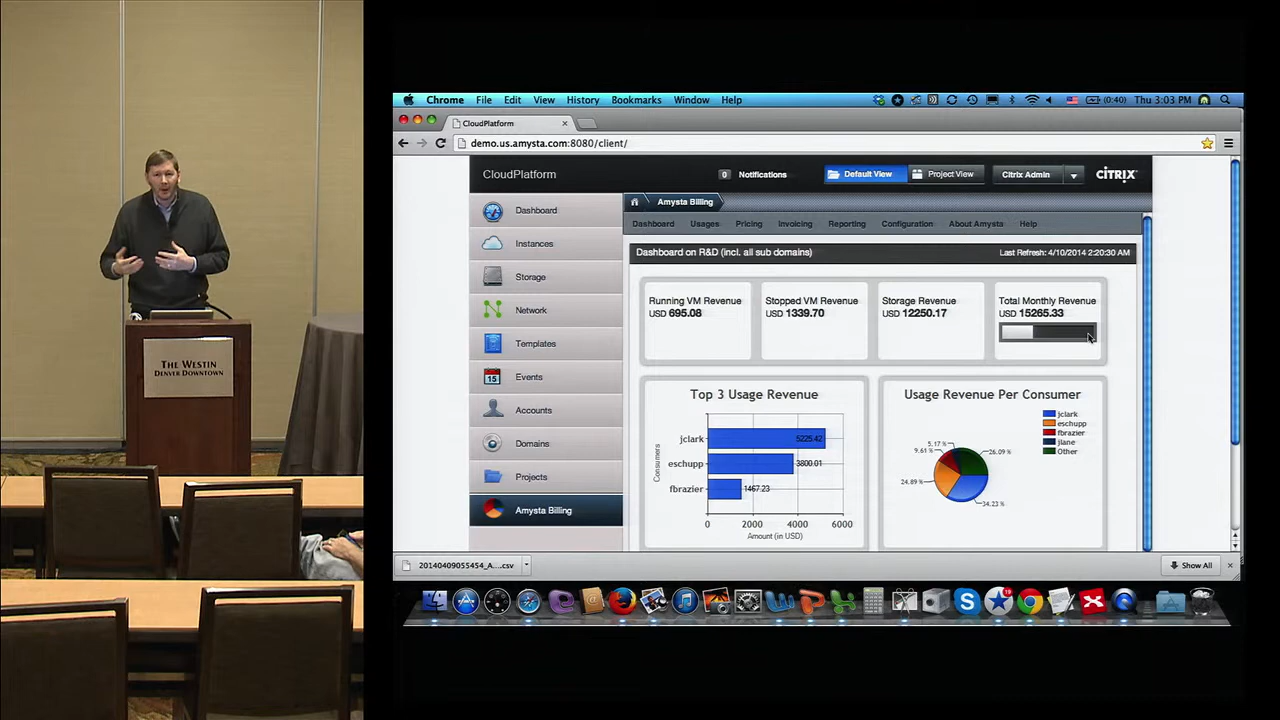 THE WESTIN
DENVER DOWNTOWN
Chrome File Edit View History Bookmarks Window Help
(0:40) Thu 3:03 PM
CloudPlatform
demo.us.amysta.com:8080/client/
CloudPlatform
0 Notifications
Default View
Project View
Citrix Admin
CITRIX
Dashboard
Instances
Storage
Network
Templates
15 Events
Accounts
Domains
Projects
Amysta Billing
Amysta Billing
Dashboard Usages Pricing Invoicing Reporting Configuration About Amysta Help
Dashboard on R&D (incl. all sub domains)
Last Refresh: 4/10/2014 2:20:30 AM
Running VM Revenue
USD 695.08
Stopped VM Revenue
USD 1339.70
Storage Revenue
USD 12250.17
Total Monthly Revenue
USD 15265.33
Top 3 Usage Revenue
Consumers
jclark 5225.42
eschupp 3800.01
fbrazier 1467.23
0 2000 4000 6000
Amount (in USD)
Usage Revenue Per Consumer
jclark
eschupp
fbrazier
jlane
Other
5.17 %
9.61 %
24.89 %
26.09 %
34.23 %
20140409055454_A....csv
Show All